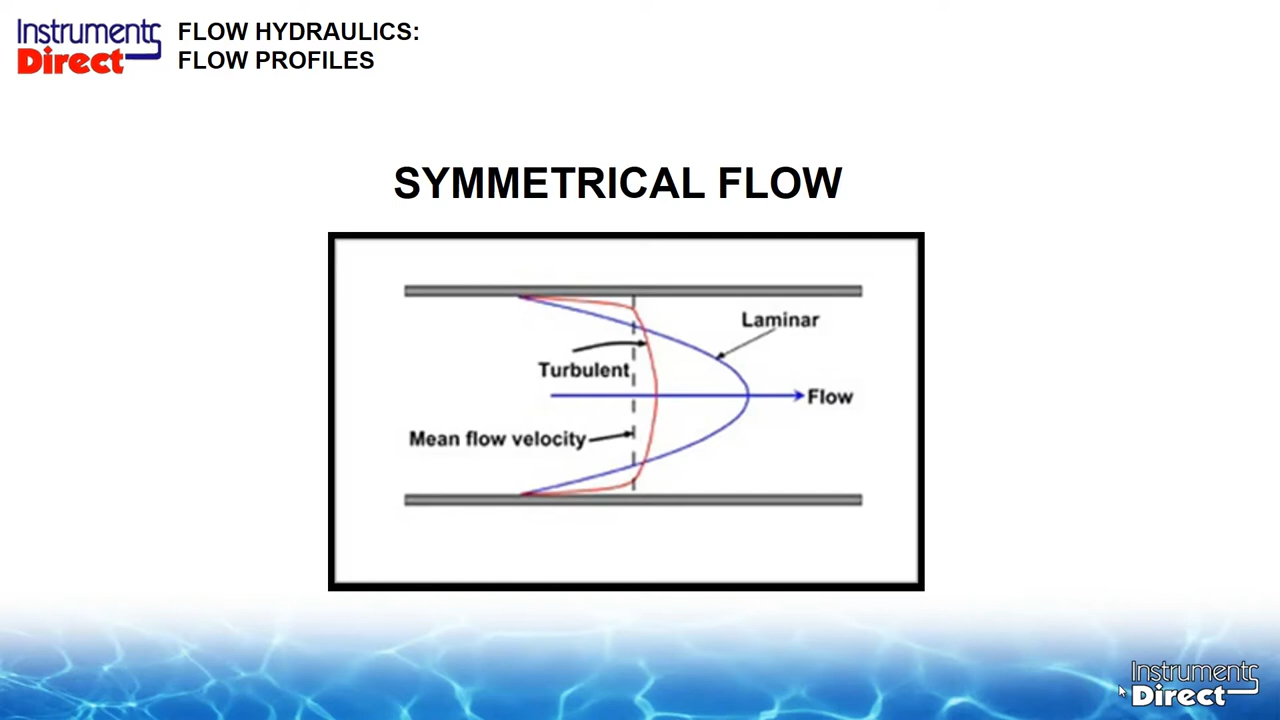 Instruments
Direct
FLOW HYDRAULICS:
FLOW PROFILES
SYMMETRICAL FLOW
Laminar
Turbulent
Flow
Mean flow velocity
Instruments
Direct